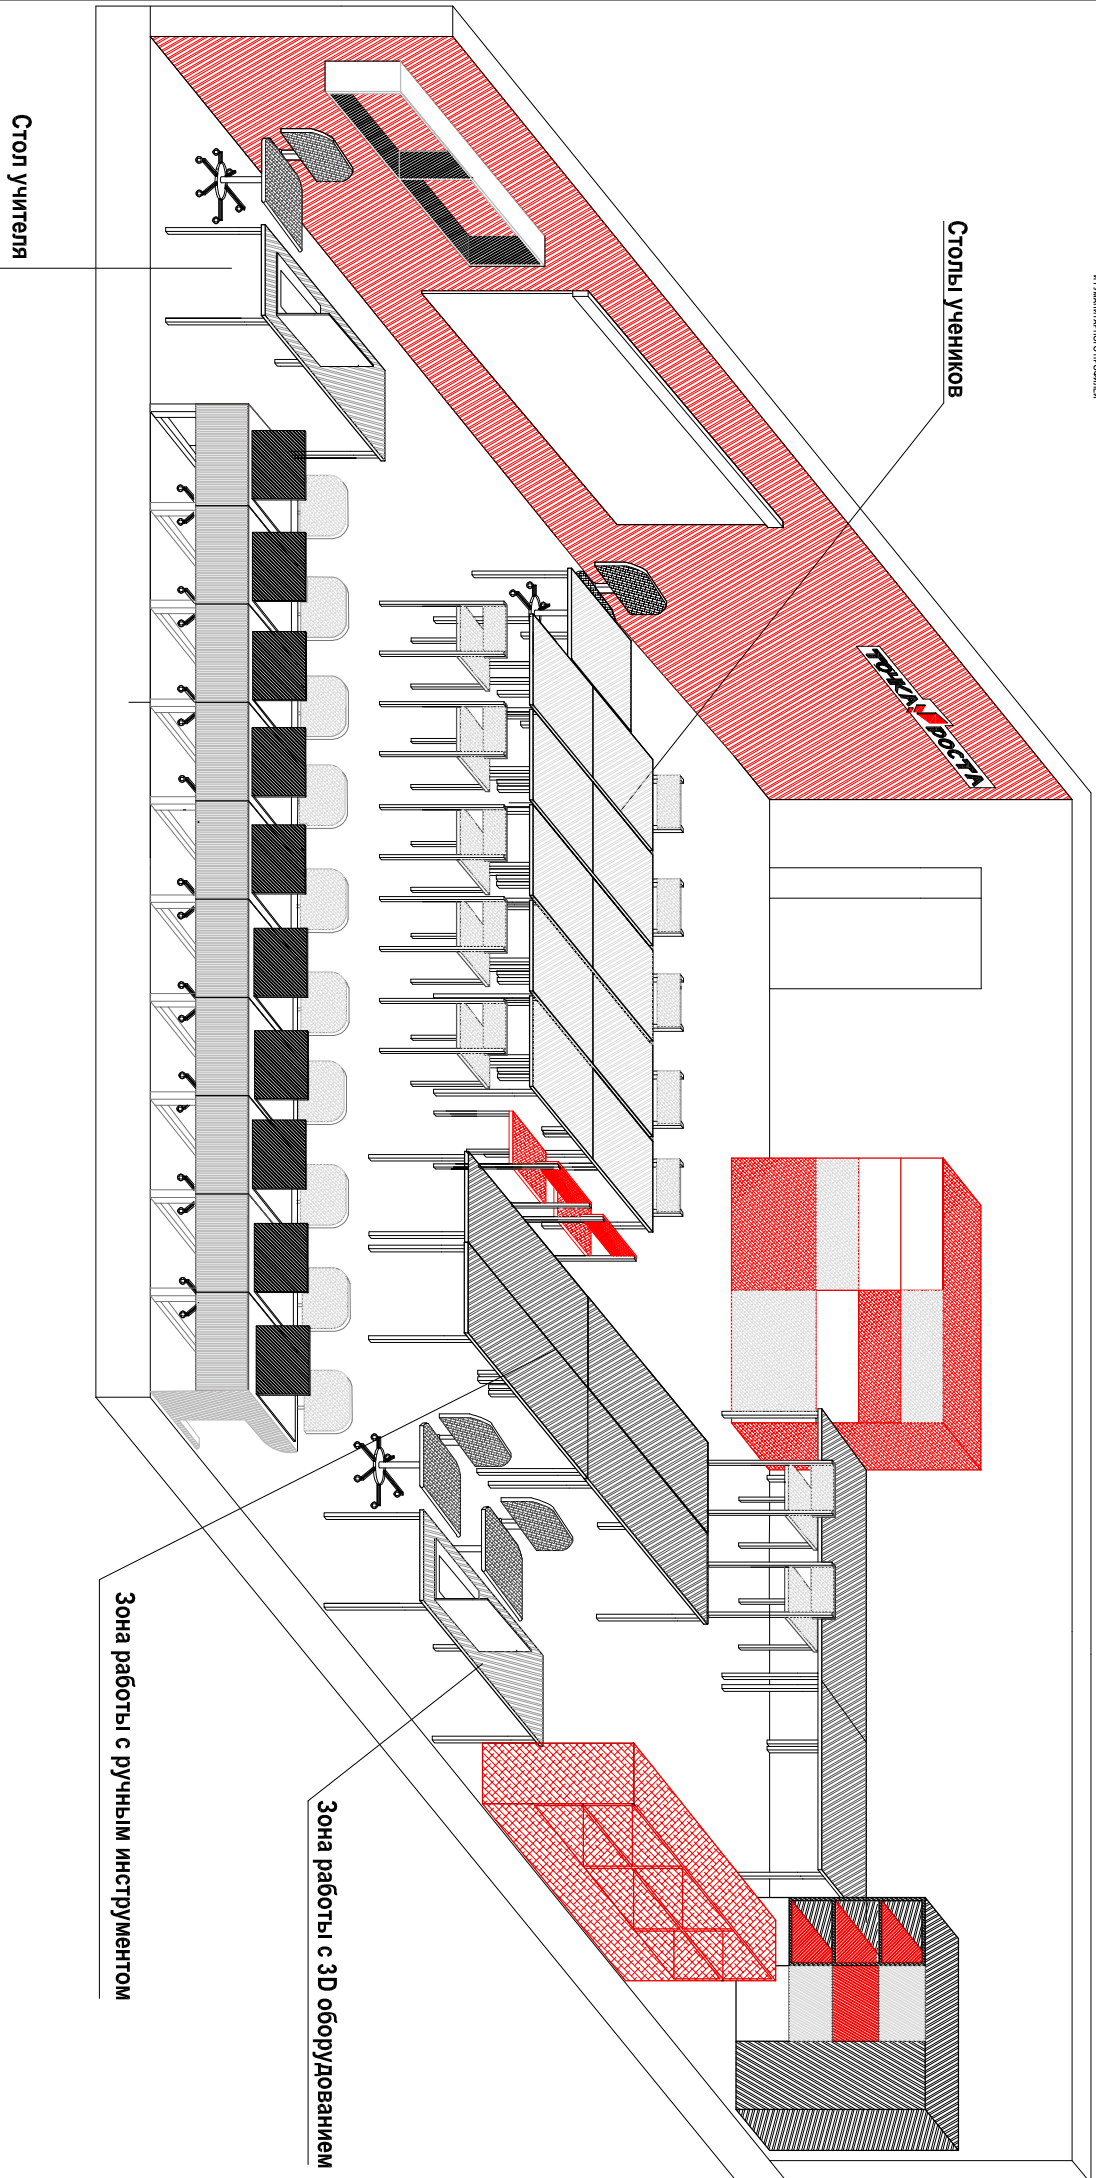 Столы учеников
Стол учителя
ТОЧКА РОСТА
Зона работы с ручным инструментом
Зона работы с 3D оборудованием